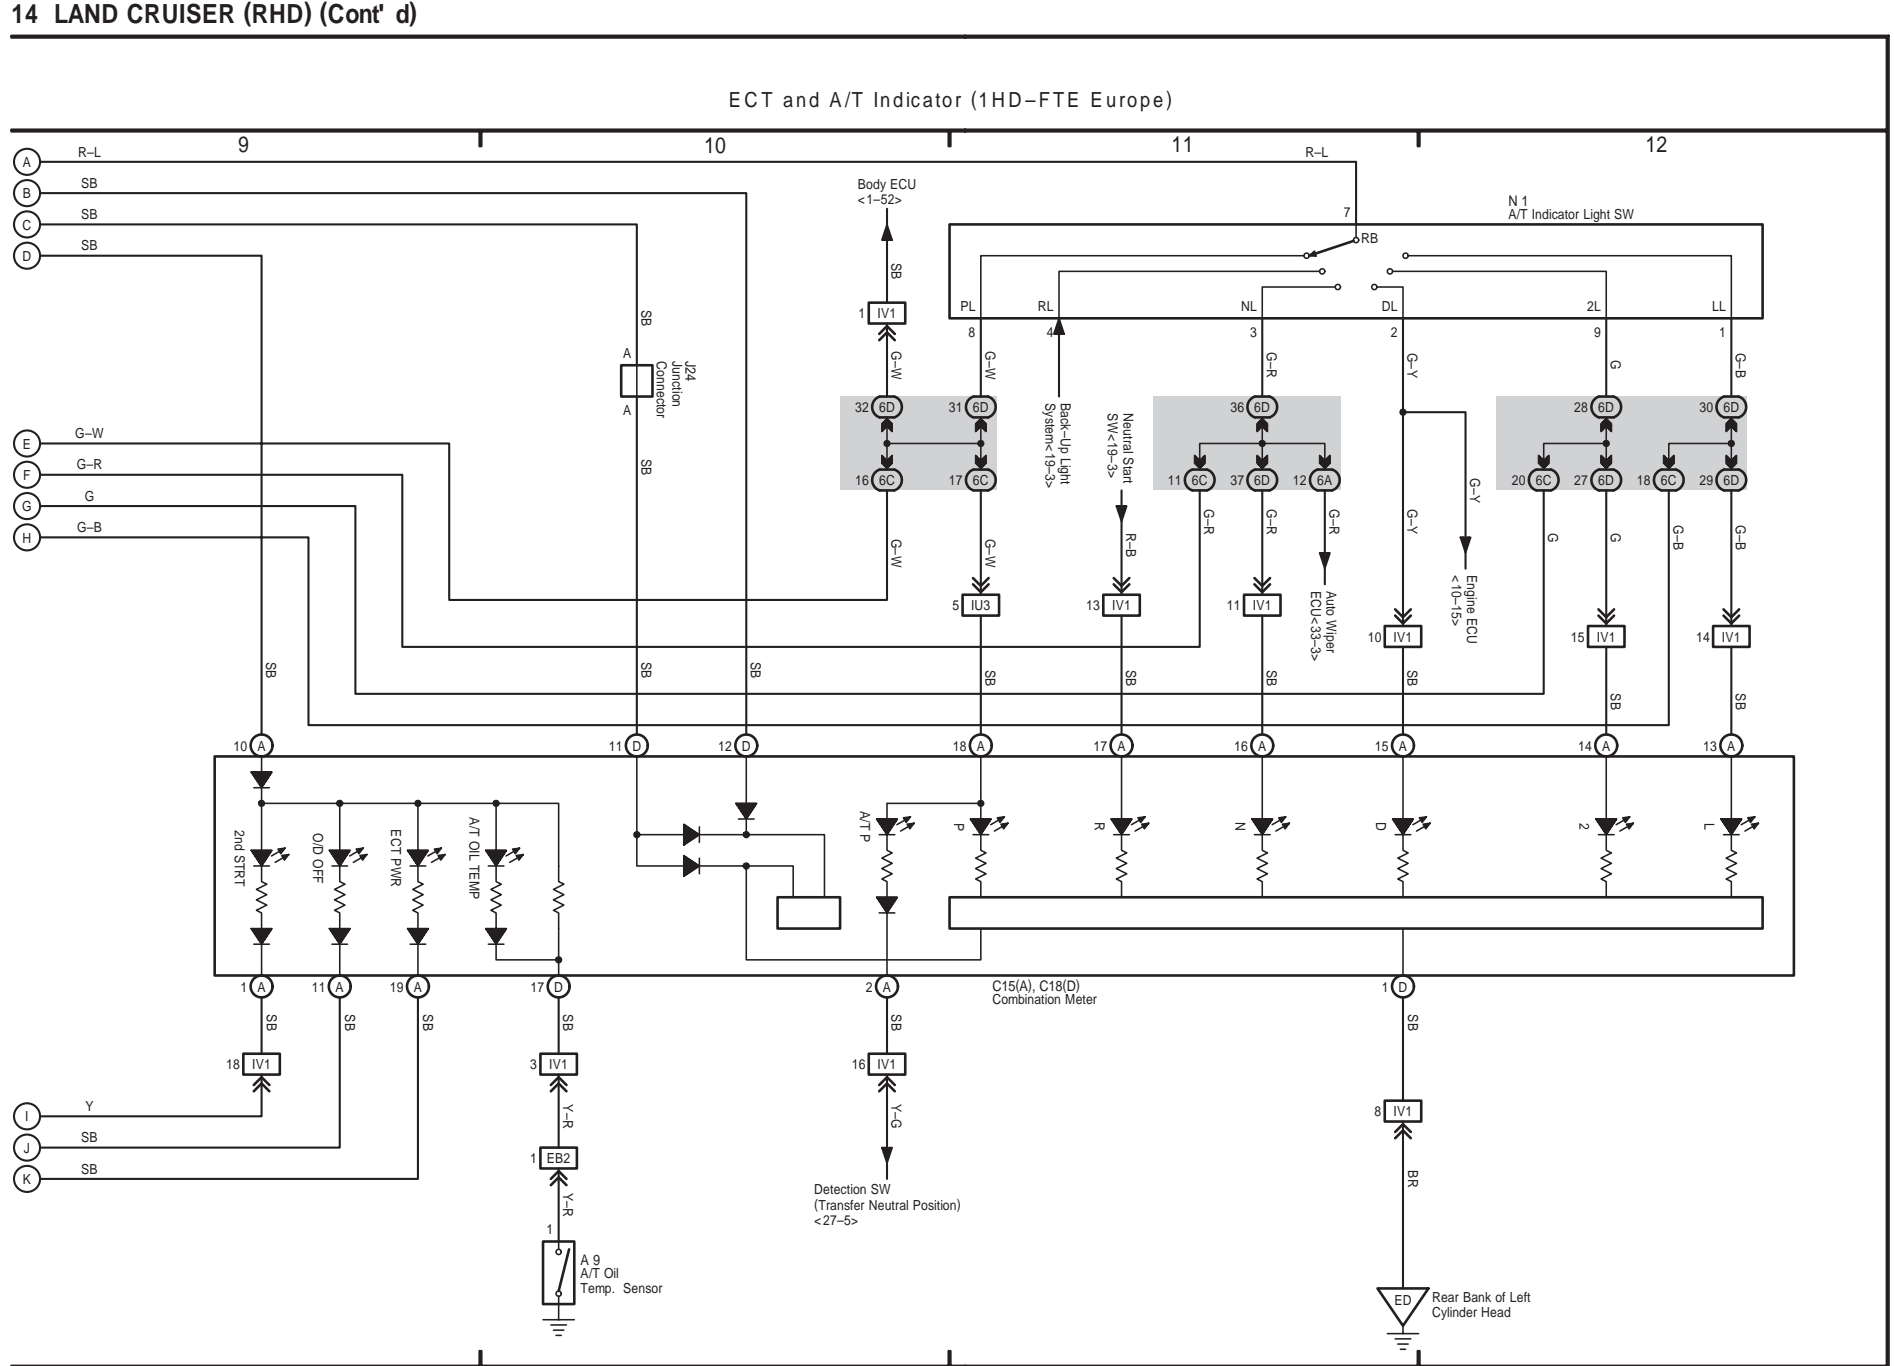 14 LAND CRUISER (RHD) (Cont' d)
ECT and A/T Indicator (1HD–FTE Europe)
9
10
11
12
A
R–L
R–L
B
SB
C
SB
D
SB
Body ECU
<1–52>
SB
1 IV1
G–W
N 1
A/T Indicator Light SW
7
RB
PL
RL
NL
DL
2L
LL
8
4
3
2
9
1
SB
A
J24
Junction
Connector
A
SB
G–W
G–R
G–Y
G
G–B
32 6D
31 6D
36 6D
28 6D
30 6D
Back–Up Light
System<19–3>
Neutral Start
SW<19–3>
E
G–W
F
G–R
G
G
H
G–B
16 6C
17 6C
11 6C
37 6D
12 6A
20 6C
27 6D
18 6C
29 6D
G–W
G–W
R–B
G–R
G–R
G–R
G–Y
G–Y
G
G
G–B
G–B
Auto Wiper
ECU<33–3>
Engine ECU
<10–15>
5 IU3
13 IV1
11 IV1
10 IV1
15 IV1
14 IV1
SB
SB
SB
SB
SB
SB
SB
SB
SB
10 A
11 D
12 D
18 A
17 A
16 A
15 A
14 A
13 A
2nd STRT
O/D OFF
ECT PWR
A/T OIL TEMP
A/T P
P
R
N
D
2
L
1 A
11 A
19 A
17 D
2 A
C15(A), C18(D)
Combination Meter
1 D
SB
SB
SB
SB
SB
SB
18 IV1
3 IV1
16 IV1
8 IV1
I
Y
J
SB
K
SB
Y–R
Y–G
1 EB2
Y–R
BR
Detection SW
(Transfer Neutral Position)
<27–5>
1
A 9
A/T Oil
Temp. Sensor
ED
Rear Bank of Left
Cylinder Head